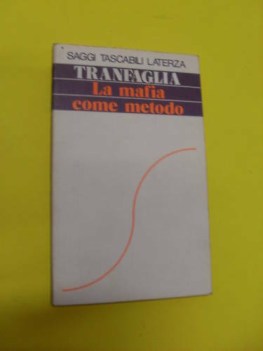 SAGGI TASCABILI LATERZA
TRANFAGLIA
La mafia
come metodo